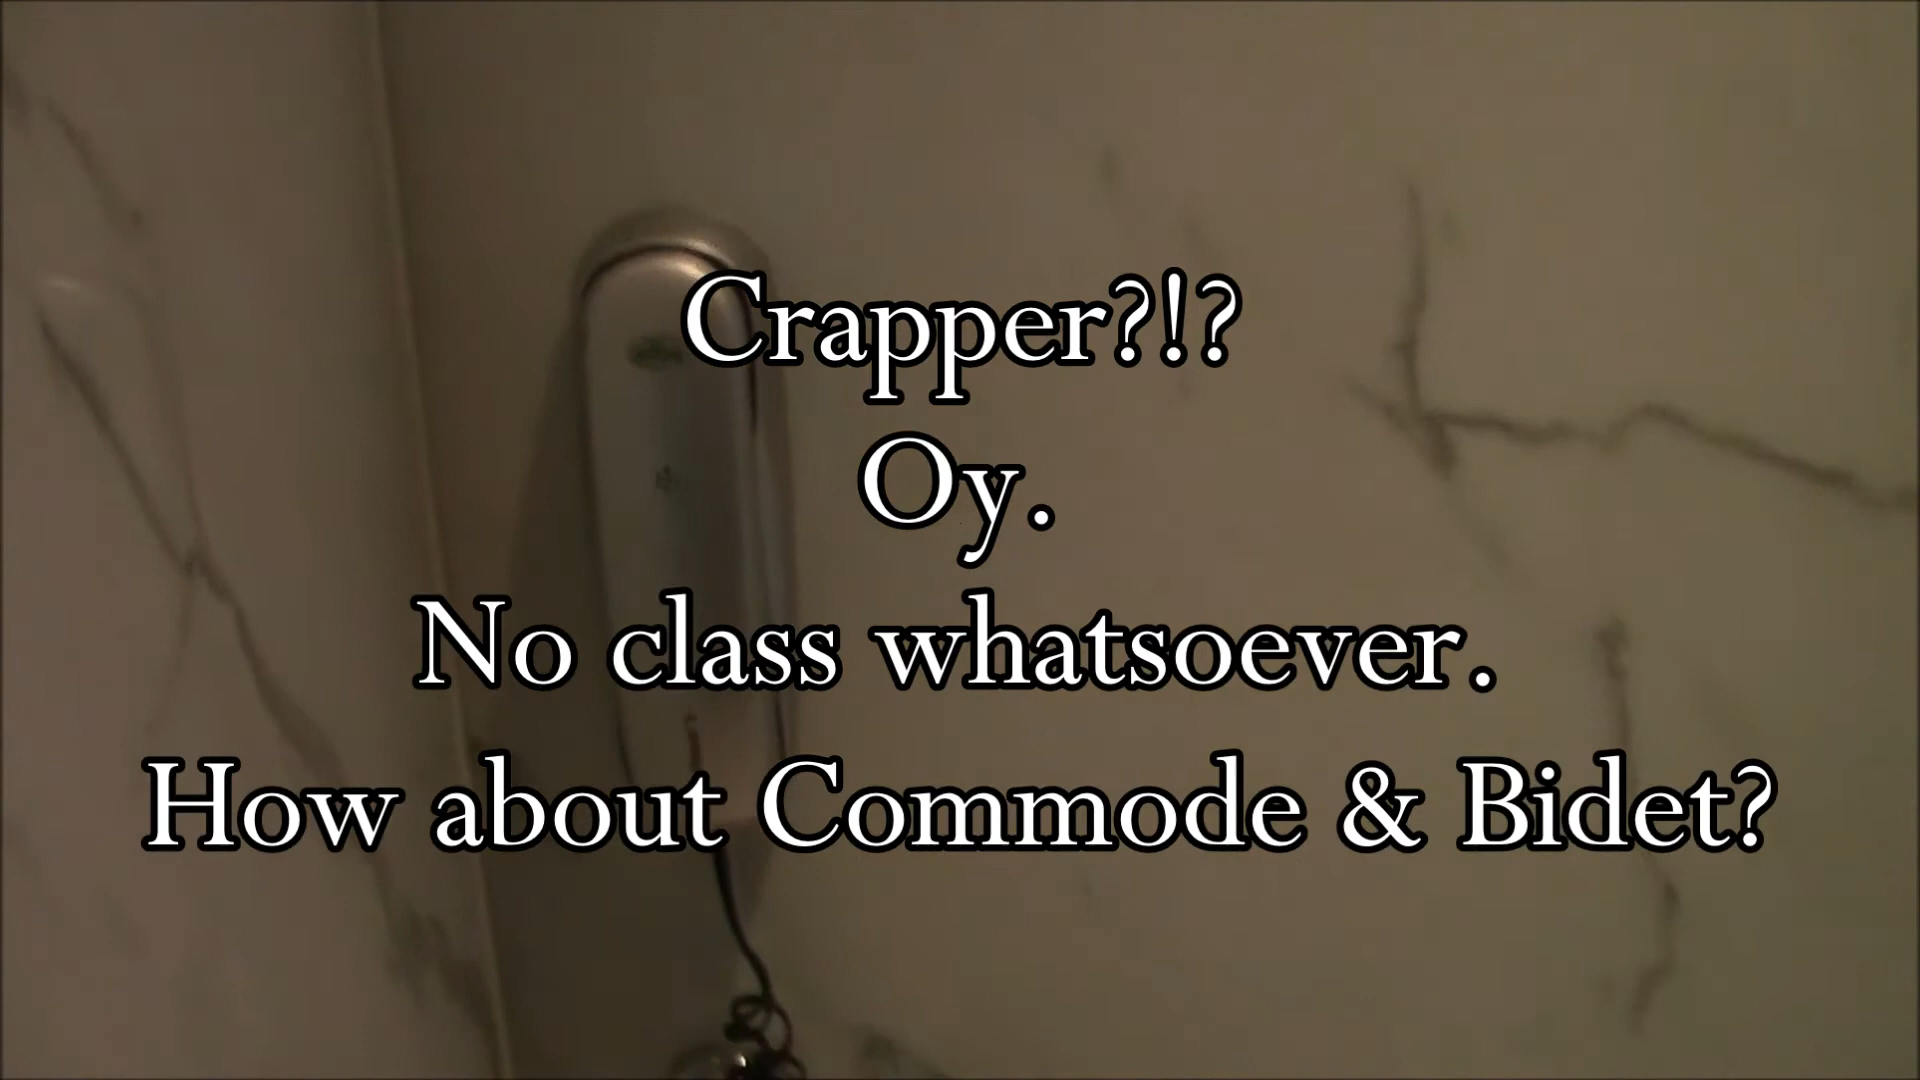 Crapper?!?
Oy.
No class whatsoever.
How about Commode & Bidet?